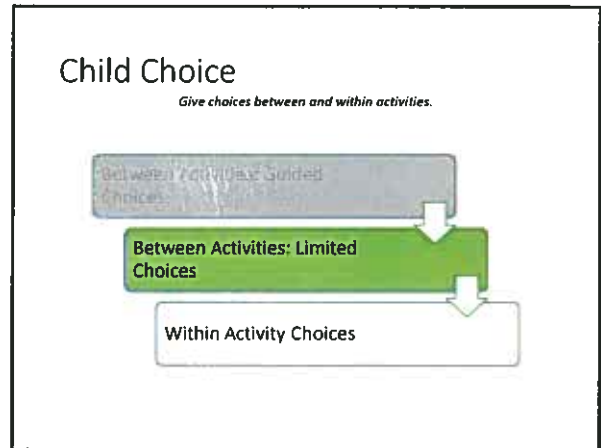 Child Choice
Give choices between and within activities.
Between Activities: Guided
Choices
Between Activities: Limited
Choices
Within Activity Choices